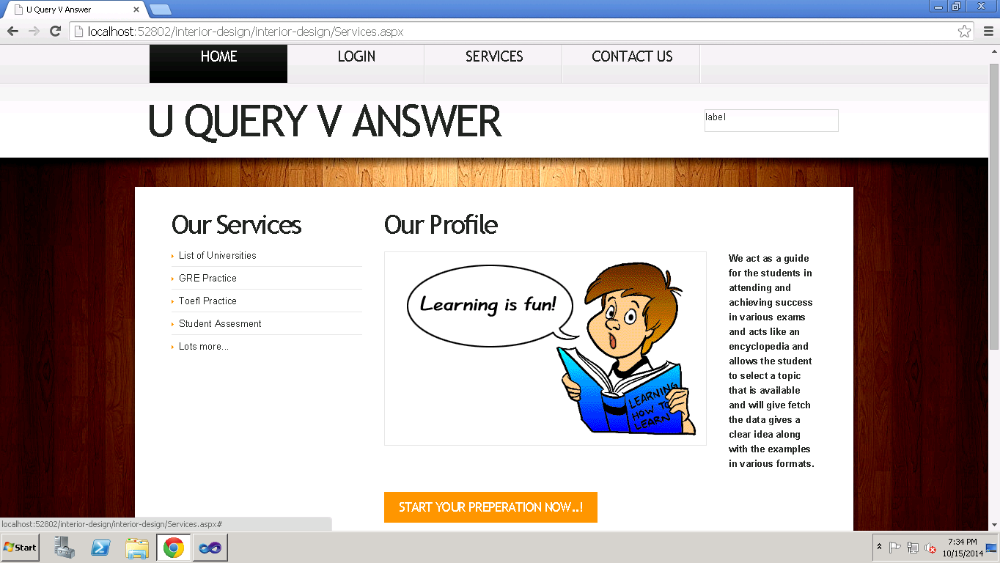 U Query V Answer
localhost:52802/interior-design/interior-design/Services.aspx
HOME
LOGIN
SERVICES
CONTACT US
U QUERY V ANSWER
label
Our Services
List of Universities
GRE Practice
Toefl Practice
Student Assesment
Lots more...
Our Profile
Learning is fun!
LEARNING
HOW TO
LEARN
We act as a guide
for the students in
attending and
achieving success
in various exams
and acts like an
encyclopedia and
allows the student
to select a topic
that is available
and will give fetch
the data gives a
clear idea along
with the examples
in various formats.
START YOUR PREPERATION NOW..!
localhost:52802/interior-design/interior-design/Services.aspx#
Start
7:34 PM
10/15/2014